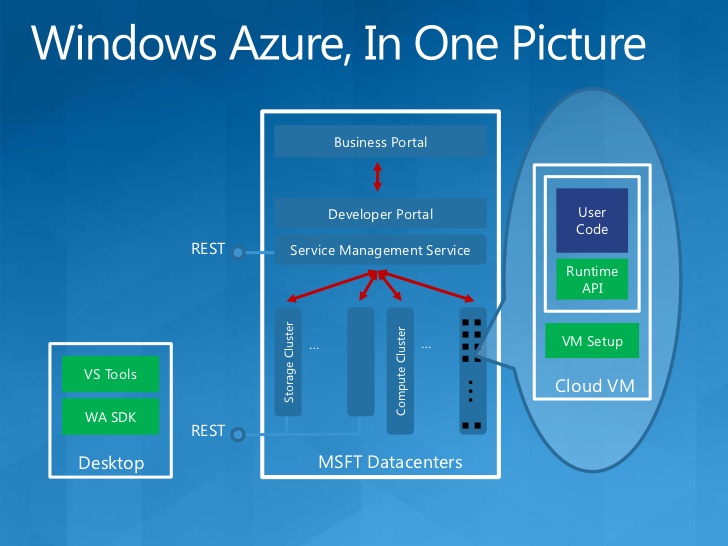 Windows Azure, In One Picture
Business Portal
Developer Portal
REST
Service Management Service
Storage Cluster
...
Compute Cluster
...
REST
MSFT Datacenters
VS Tools
WA SDK
Desktop
User
Code
Runtime
API
VM Setup
Cloud VM